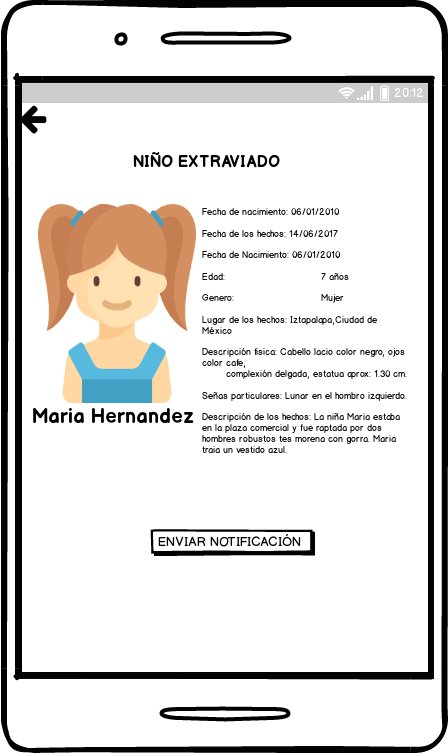 20:12
NIÑO EXTRAVIADO
Fecha de nacimiento: 06/01/2010
Fecha de los hechos: 14/06/2017
Fecha de Nacimiento: 06/01/2010
Edad: 7 años
Genero: Mujer
Lugar de los hechos: Iztapalapa,Ciudad de
México
Descripción fisica: Cabello lacio color negro, ojos
color cafe,
complexión delgada, estatua aprox: 1.30 cm.
Señas particulares: Lunar en el hombro izquierdo.
Maria Hernandez
Descripción de los hechos: La niña Maria estaba
en la plaza comercial y fue raptada por dos
hombres robustos tes morena con gorra. Maria
traia un vestido azul.
ENVIAR NOTIFICACIÓN